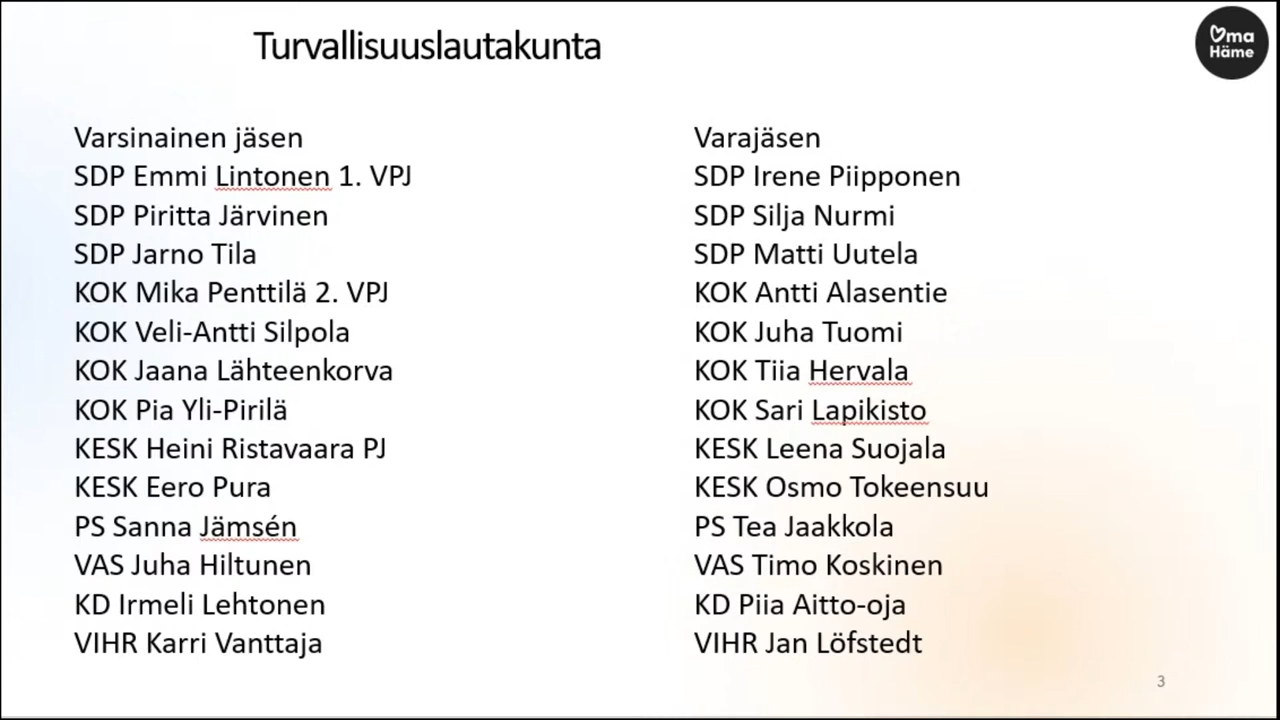 Turvallisuuslautakunta
Oma
Häme
Varsinainen jäsen
SDP Emmi Lintonen 1. VPJ
SDP Piritta Järvinen
SDP Jarno Tila
KOK Mika Penttilä 2. VPJ
KOK Veli-Antti Silpola
KOK Jaana Lähteenkorva
KOK Pia Yli-Pirilä
KESK Heini Ristavaara PJ
KESK Eero Pura
PS Sanna Jämsén
VAS Juha Hiltunen
KD Irmeli Lehtonen
VIHR Karri Vanttaja
Varajäsen
SDP Irene Piipponen
SDP Silja Nurmi
SDP Matti Uutela
KOK Antti Alasentie
KOK Juha Tuomi
KOK Tiia Hervala
KOK Sari Lapikisto
KESK Leena Suojala
KESK Osmo Tokeensuu
PS Tea Jaakkola
VAS Timo Koskinen
KD Piia Aitto-oja
VIHR Jan Löfstedt
3